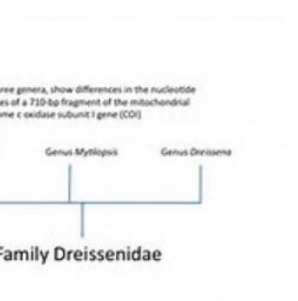 ree genera, show differences in the nucleotide
es of a 710-bp fragment of the mitochondrial
ome c oxidase subunit I gene (COI)
Genus Mytilopsis Genus Dreissena
Family Dreissenidae